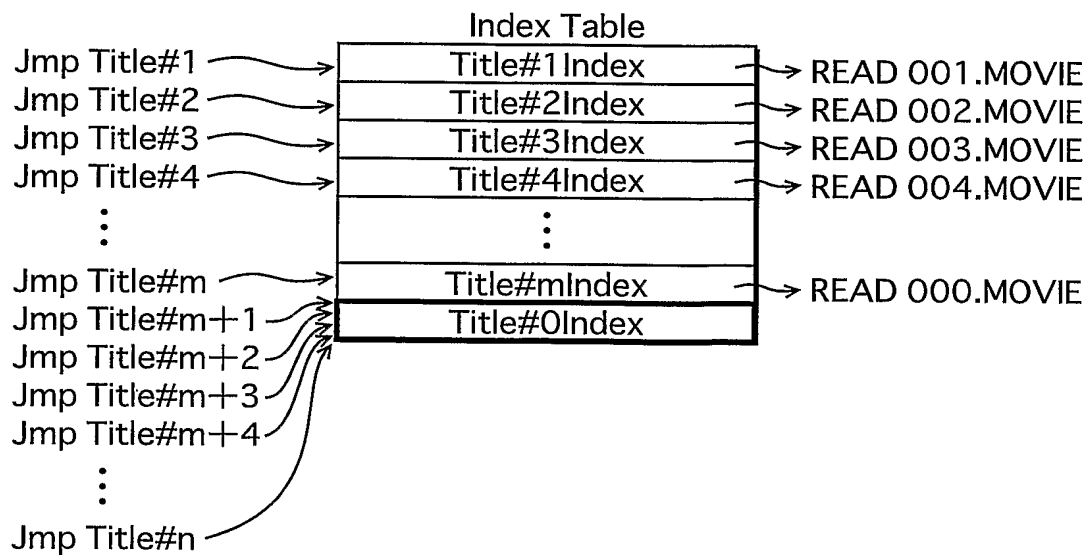 Index Table
Jmp Title#1 Title#1Index READ 001.MOVIE
Jmp Title#2 Title#2Index READ 002.MOVIE
Jmp Title#3 Title#3Index READ 003.MOVIE
Jmp Title#4 Title#4Index READ 004.MOVIE
Jmp Title#m Title#mIndex READ 000.MOVIE
Jmp Title#m+1 Title#0Index
Jmp Title#m+2
Jmp Title#m+3
Jmp Title#m+4
Jmp Title#n